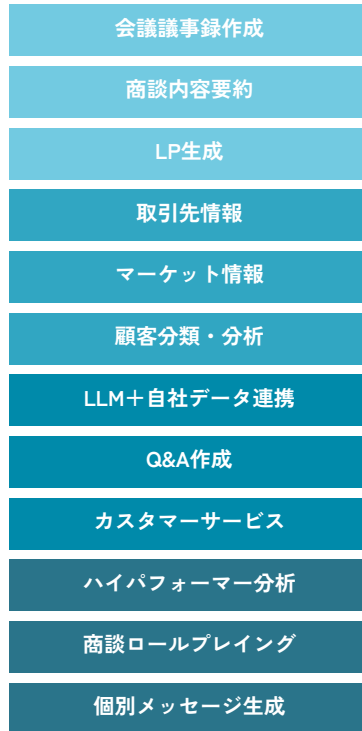 会議議事録作成
商談内容要約
LP生成
取引先情報
マーケット情報
顧客分類・分析
LLM＋自社データ連携
Q&A作成
カスタマーサービス
ハイパフォーマー分析
商談ロールプレイング
個別メッセージ生成